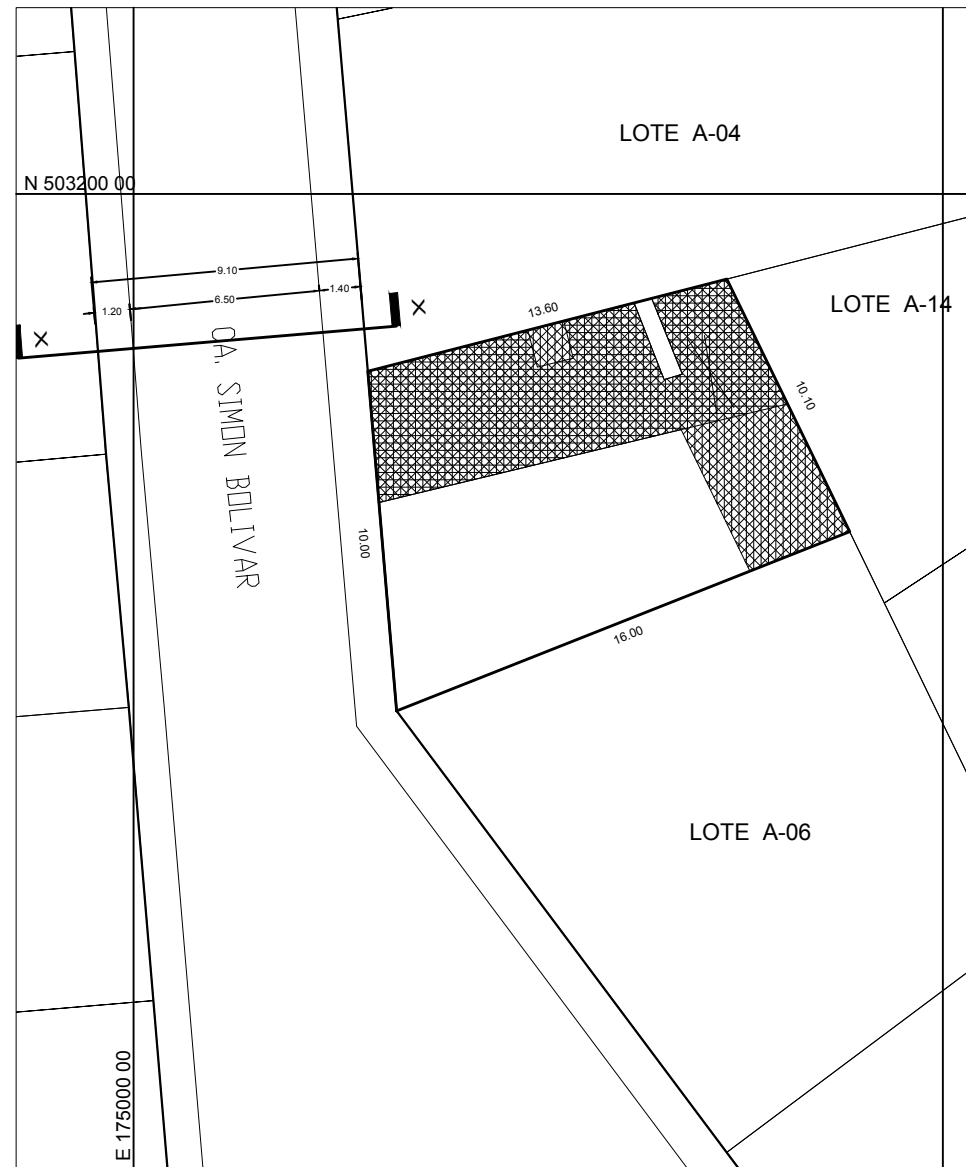 LOTE A-04
N 503200 00
9.10
6.50
1.40
1.20
X
X
13.60
LOTE A-14
10.10
CA. SIMON BOLIVAR
10.00
16.00
LOTE A-06
E 175000 00